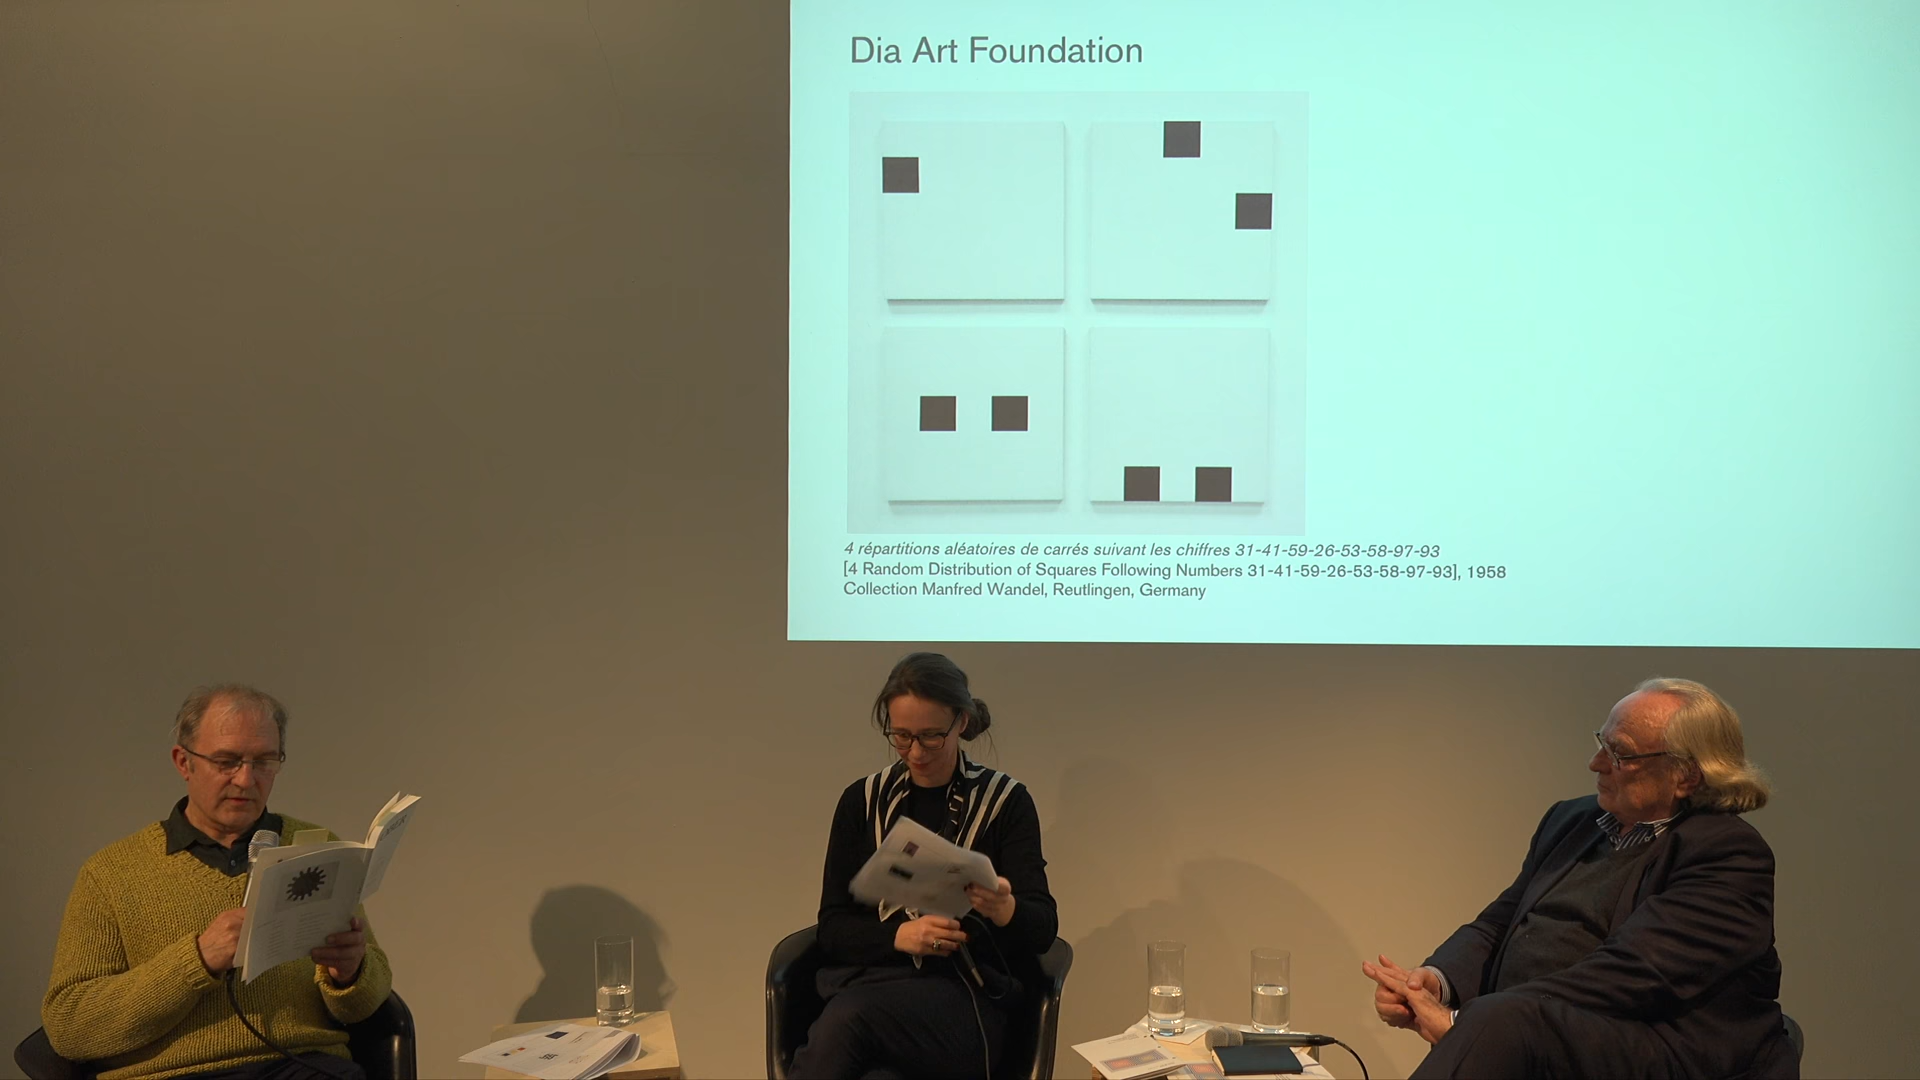 Dia Art Foundation
4 répartitions aléatoires de carrés suivant les chiffres 31-41-59-26-53-58-97-93
[4 Random Distribution of Squares Following Numbers 31-41-59-26-53-58-97-93], 1958
Collection Manfred Wandel, Reutlingen, Germany